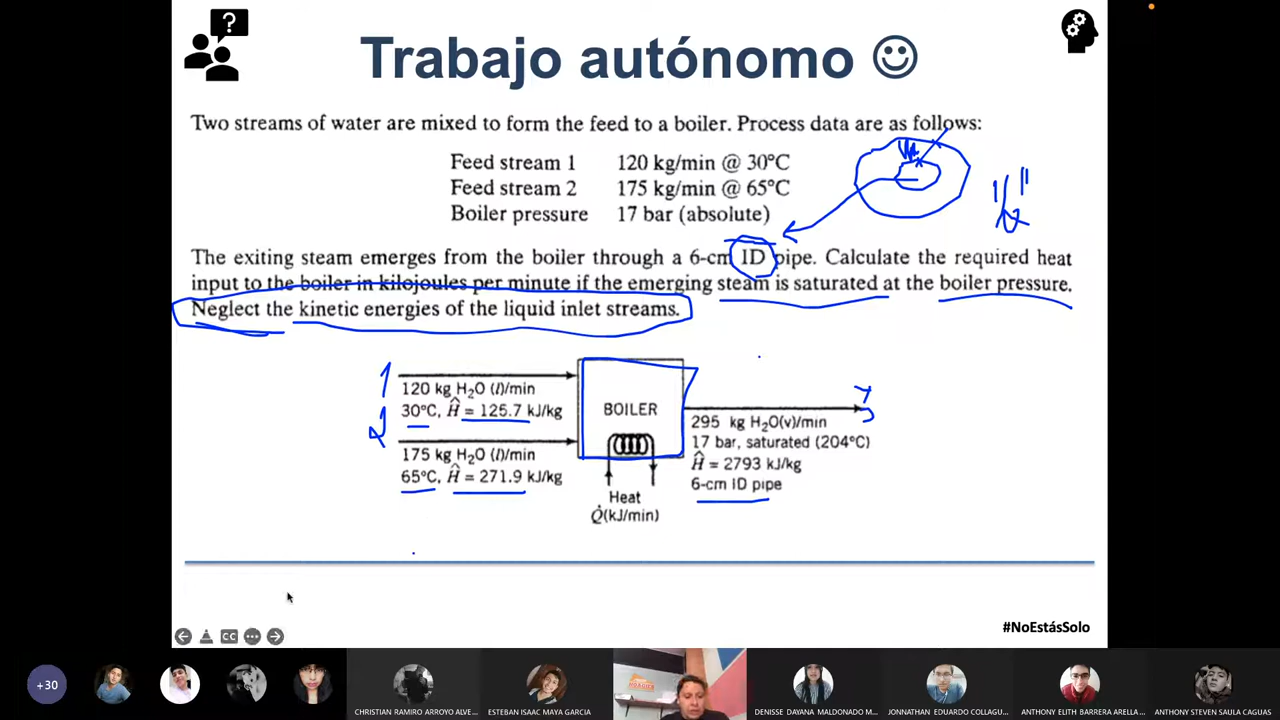 ?
Trabajo autónomo ☺
Two streams of water are mixed to form the feed to a boiler. Process data are as follows:
Feed stream 1 120 kg/min @ 30°C
Feed stream 2 175 kg/min @ 65°C
Boiler pressure 17 bar (absolute)
The exiting steam emerges from the boiler through a 6-cm ID pipe. Calculate the required heat
input to the boiler in kilojoules per minute if the emerging steam is saturated at the boiler pressure.
Neglect the kinetic energies of the liquid inlet streams.
1
120 kg H₂O (l)/min
30°C, Ĥ = 125.7 kJ/kg
2
175 kg H₂O (l)/min
65°C, Ĥ = 271.9 kJ/kg
BOILER
Heat
Q̇(kJ/min)
295 kg H₂O(v)/min
17 bar, saturated (204°C)
Ĥ = 2793 kJ/kg
6-cm ID pipe
#NoEstásSolo
CC
+30
CHRISTIAN RAMIRO ARROYO ALVE...
ESTEBAN ISAAC MAYA GARCIA
DENISSE DAYANA MALDONADO M...
JONNATHAN EDUARDO COLLAGU...
ANTHONY ELITH BARRERA ARELLA ...
ANTHONY STEVEN SAULA CAGUAS